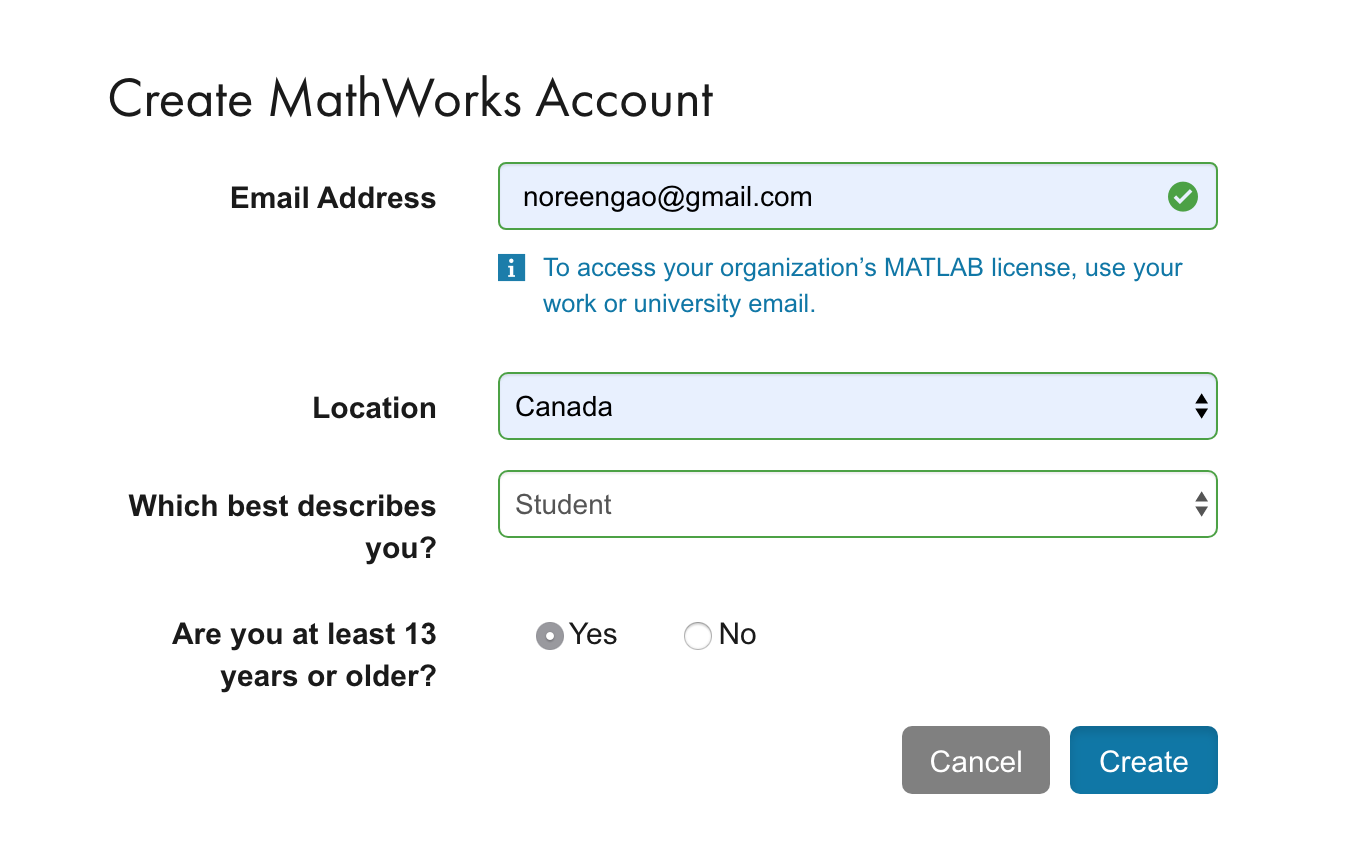 Create MathWorks Account
Email Address
noreengao@gmail.com
i
To access your organization’s MATLAB license, use your
work or university email.
Location
Canada
Which best describes
you?
Student
Are you at least 13
years or older?
Yes
No
Cancel
Create